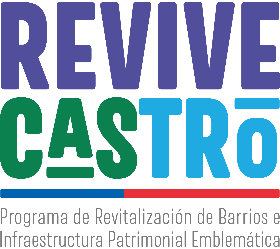 REVIVE
CASTRO
Programa de Revitalización de Barrios e
Infraestructura Patrimonial Emblemática